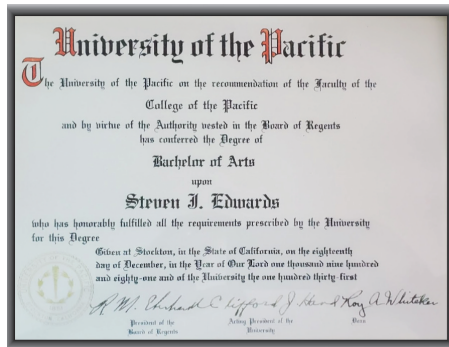 University of the Pacific
The University of the Pacific on the recommendation of the Faculty of the
College of the Pacific
and by virtue of the Authority vested in the Board of Regents
has conferred the Degree of
Bachelor of Arts
upon
Steven J. Edwards
who has honorably fulfilled all the requirements prescribed by the University
for this Degree
Given at Stockton, in the State of California, on the eighteenth
day of December, in the Year of Our Lord one thousand nine hundred
and eighty-one and of the University the one hundred thirty-first
R M. Eberhardt Clifford J Hand Roy A Whitaker
President of the
Board of Regents
Acting President of the
University
Dean